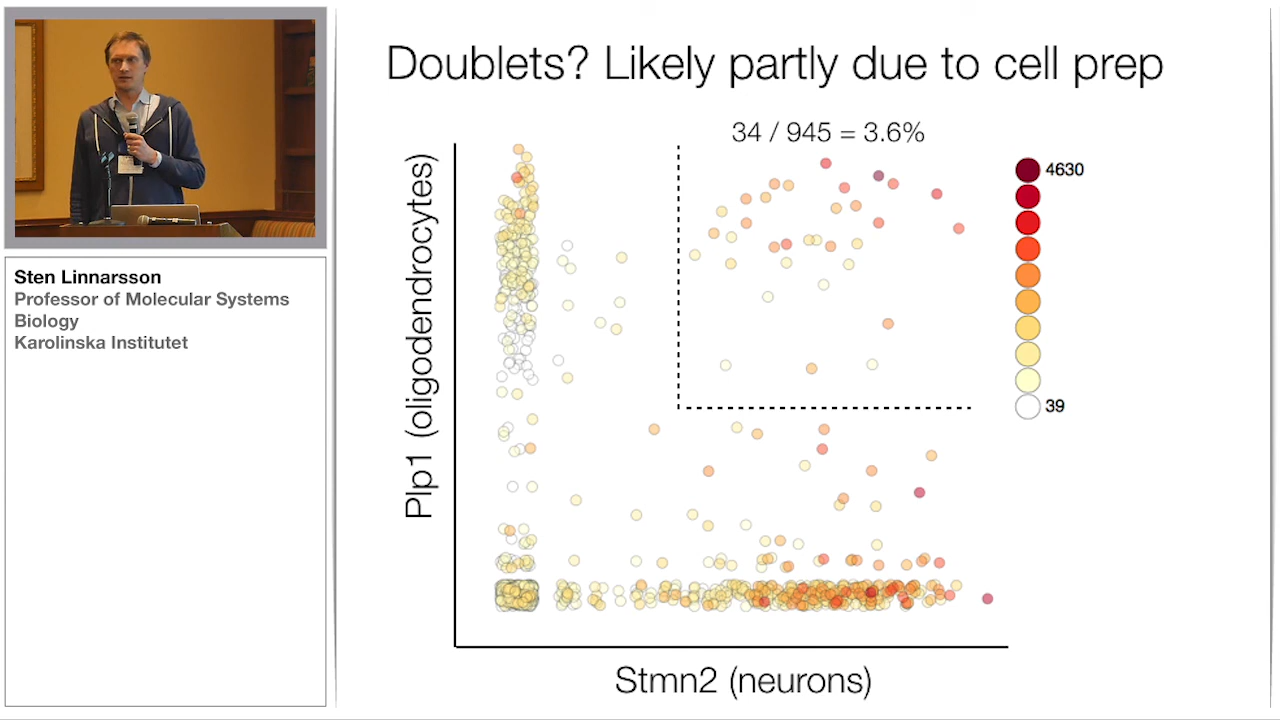 Doublets? Likely partly due to cell prep
34 / 945 = 3.6%
4630
39
Plp1 (oligodendrocytes)
Stmn2 (neurons)
Sten Linnarsson
Professor of Molecular Systems
Biology
Karolinska Institutet